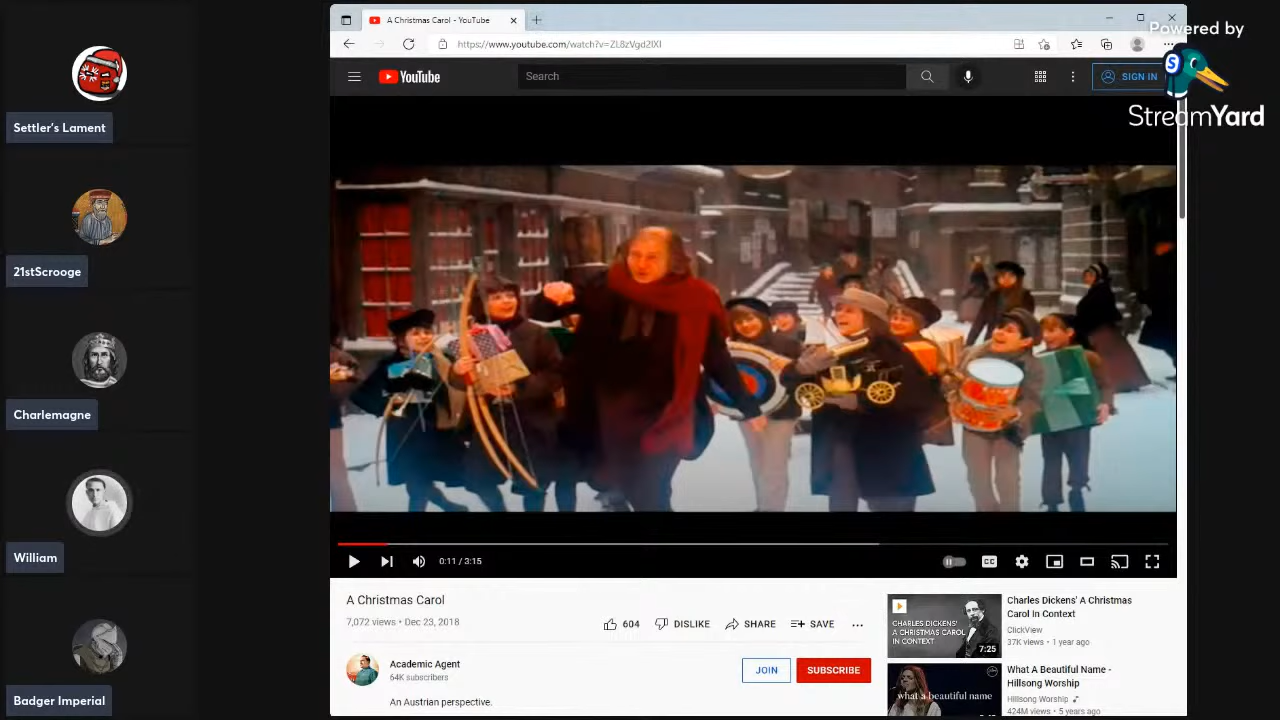 A Christmas Carol - YouTube
https://www.youtube.com/watch?v=ZL8zVgd2lXI
Powered by
StreamYard
YouTube
Search
SIGN IN
Settler's Lament
21stScrooge
Charlemagne
William
Badger Imperial
0:11 / 3:15
CC
A Christmas Carol
7,072 views • Dec 23, 2018
604
DISLIKE
SHARE
SAVE
Academic Agent
64K subscribers
JOIN
SUBSCRIBE
An Austrian perspective.
CHARLES DICKENS'
A CHRISTMAS CAROL
IN CONTEXT
7:25
Charles Dickens' A Christmas
Carol In Context
ClickView
37K views • 1 year ago
what a beautiful name
What A Beautiful Name -
Hillsong Worship
Hillsong Worship
424M views • 5 years ago